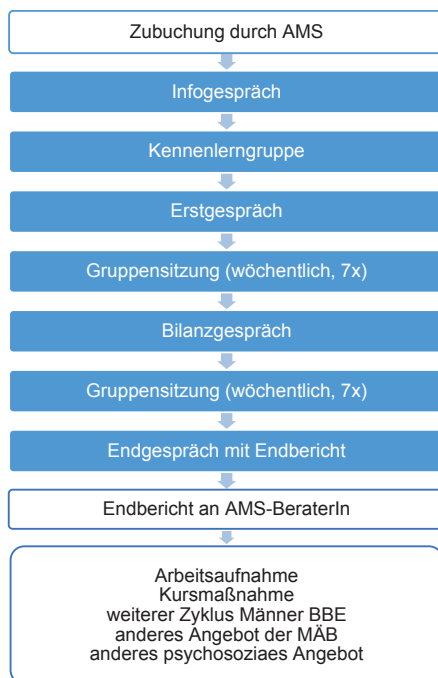 Zubuchung durch AMS
Infogespräch
Kennenlerngruppe
Erstgespräch
Gruppensitzung (wöchentlich, 7x)
Bilanzgespräch
Gruppensitzung (wöchentlich, 7x)
Endgespräch mit Endbericht
Endbericht an AMS-BeraterIn
Arbeitsaufnahme
Kursmaßnahme
weiterer Zyklus Männer BBE
anderes Angebot der MÄB
anderes psychosoziaes Angebot